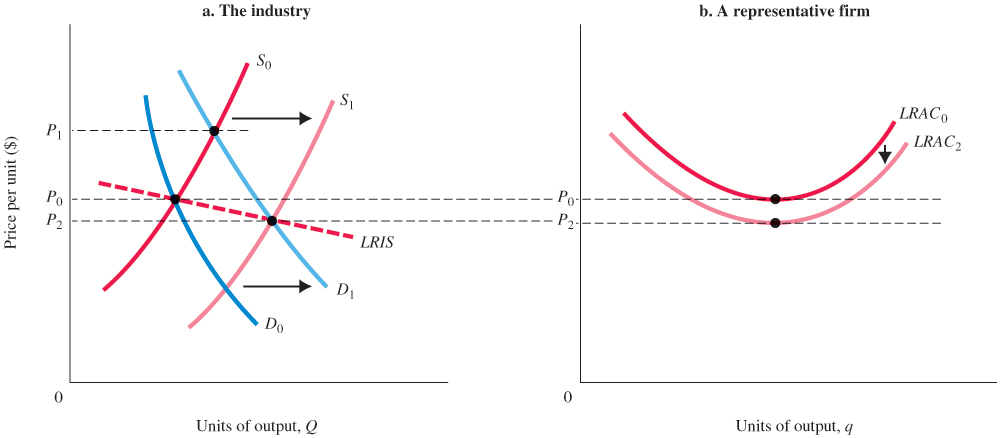 a. The industry
b. A representative firm
Price per unit ($)
S₀
S₁
P₁
P₀
P₂
LRIS
D₁
D₀
0
Units of output, Q
LRAC₀
LRAC₂
P₀
P₂
0
Units of output, q